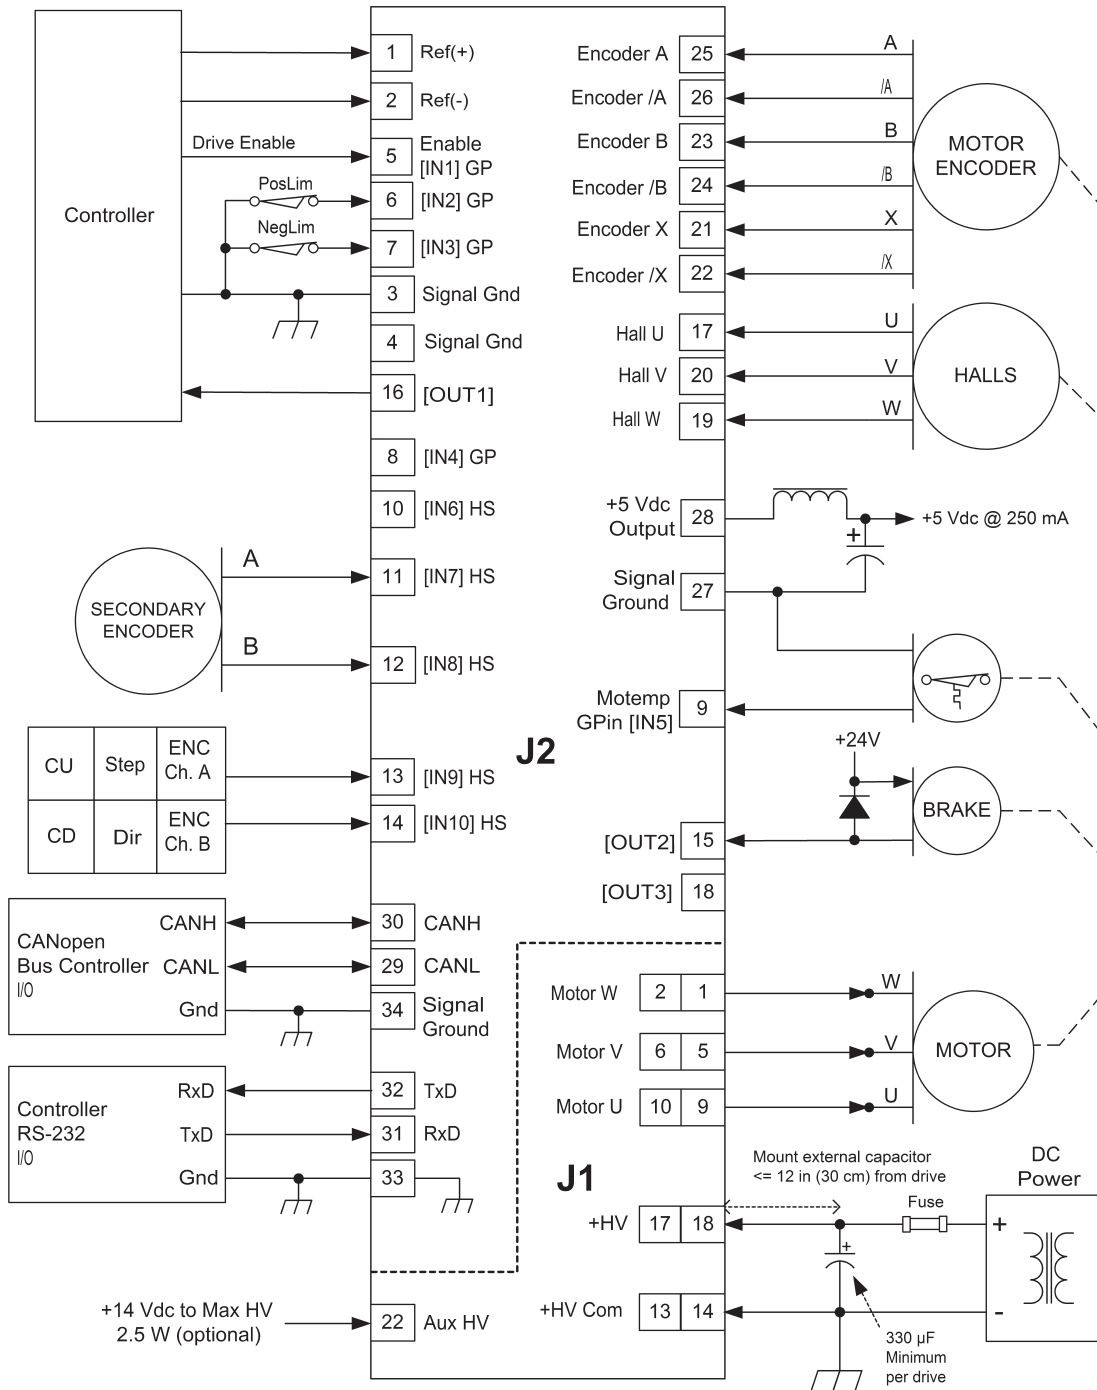 Controller
1 Ref(+)
2 Ref(-)
Drive Enable
5 Enable
[IN1] GP
PosLim
6 [IN2] GP
NegLim
7 [IN3] GP
3 Signal Gnd
4 Signal Gnd
16 [OUT1]
8 [IN4] GP
10 [IN6] HS
SECONDARY
ENCODER
A
11 [IN7] HS
B
12 [IN8] HS
CU Step ENC
Ch. A
13 [IN9] HS
CD Dir ENC
Ch. B
14 [IN10] HS
CANopen
Bus Controller
I/O
CANH 30 CANH
CANL 29 CANL
Gnd 34 Signal
Ground
Controller
RS-232
I/O
RxD 32 TxD
TxD 31 RxD
Gnd 33
+14 Vdc to Max HV
2.5 W (optional)
22 Aux HV
J2
Encoder A 25 A
Encoder /A 26 /A
Encoder B 23 B
Encoder /B 24 /B
Encoder X 21 X
Encoder /X 22 /X
MOTOR
ENCODER
Hall U 17 U
Hall V 20 V
Hall W 19 W
HALLS
+5 Vdc
Output
28
+5 Vdc @ 250 mA
+
Signal
Ground
27
Motemp
GPin [IN5]
9
+24V
BRAKE
[OUT2] 15
[OUT3] 18
J1
Motor W 2 1 W
Motor V 6 5 V
Motor U 10 9 U
MOTOR
Mount external capacitor
<= 12 in (30 cm) from drive
DC
Power
Fuse
+HV 17 18 +
+
+HV Com 13 14 -
330 µF
Minimum
per drive